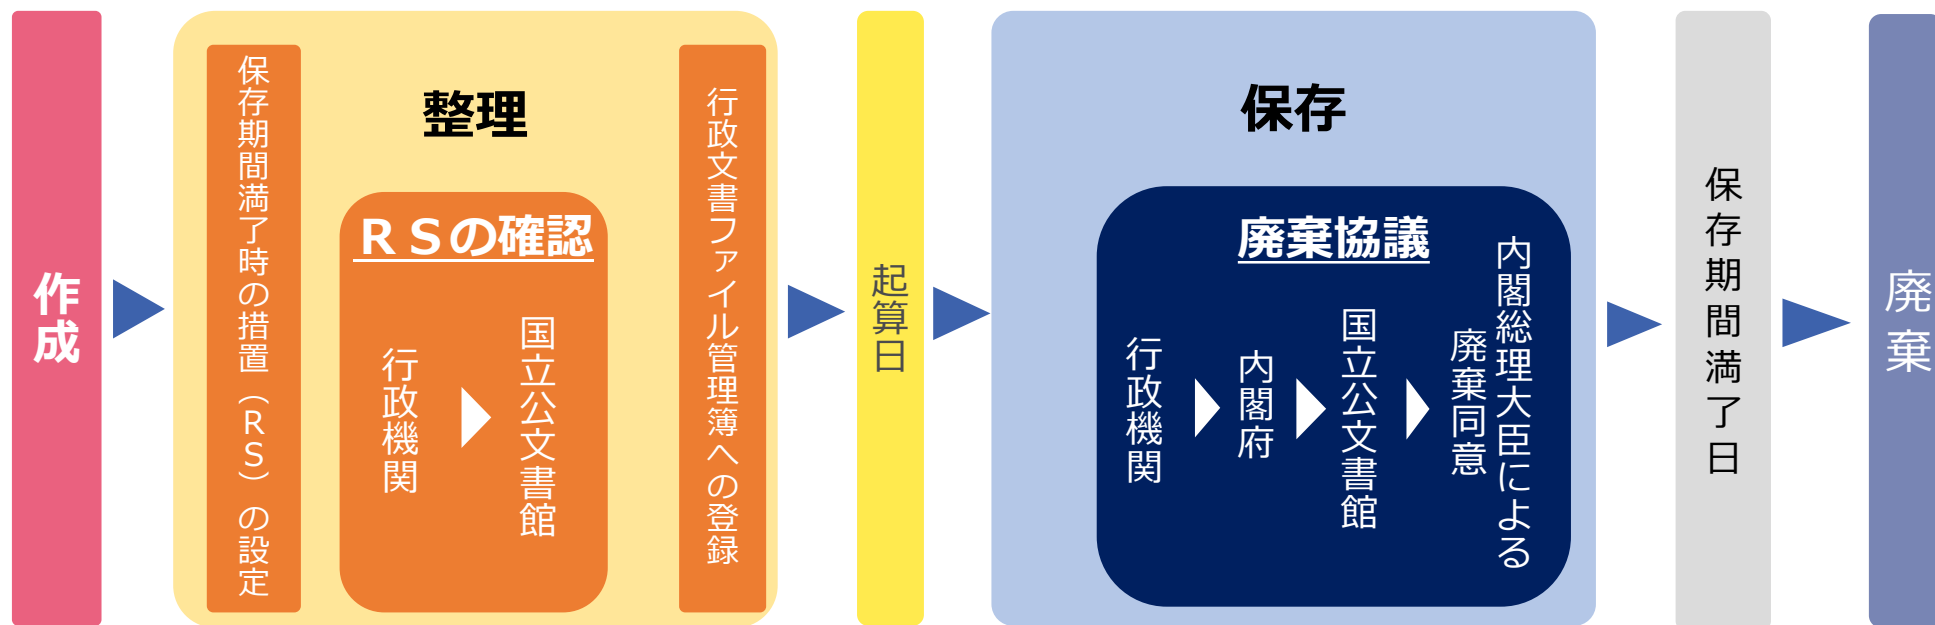 作成
整理
保存期間満了時の措置（ＲＳ）の設定
ＲＳの確認
行政機関
国立公文書館
行政文書ファイル管理簿への登録
起算日
保存
廃棄協議
行政機関
内閣府
国立公文書館
内閣総理大臣による
廃棄同意
保存期間満了日
廃棄